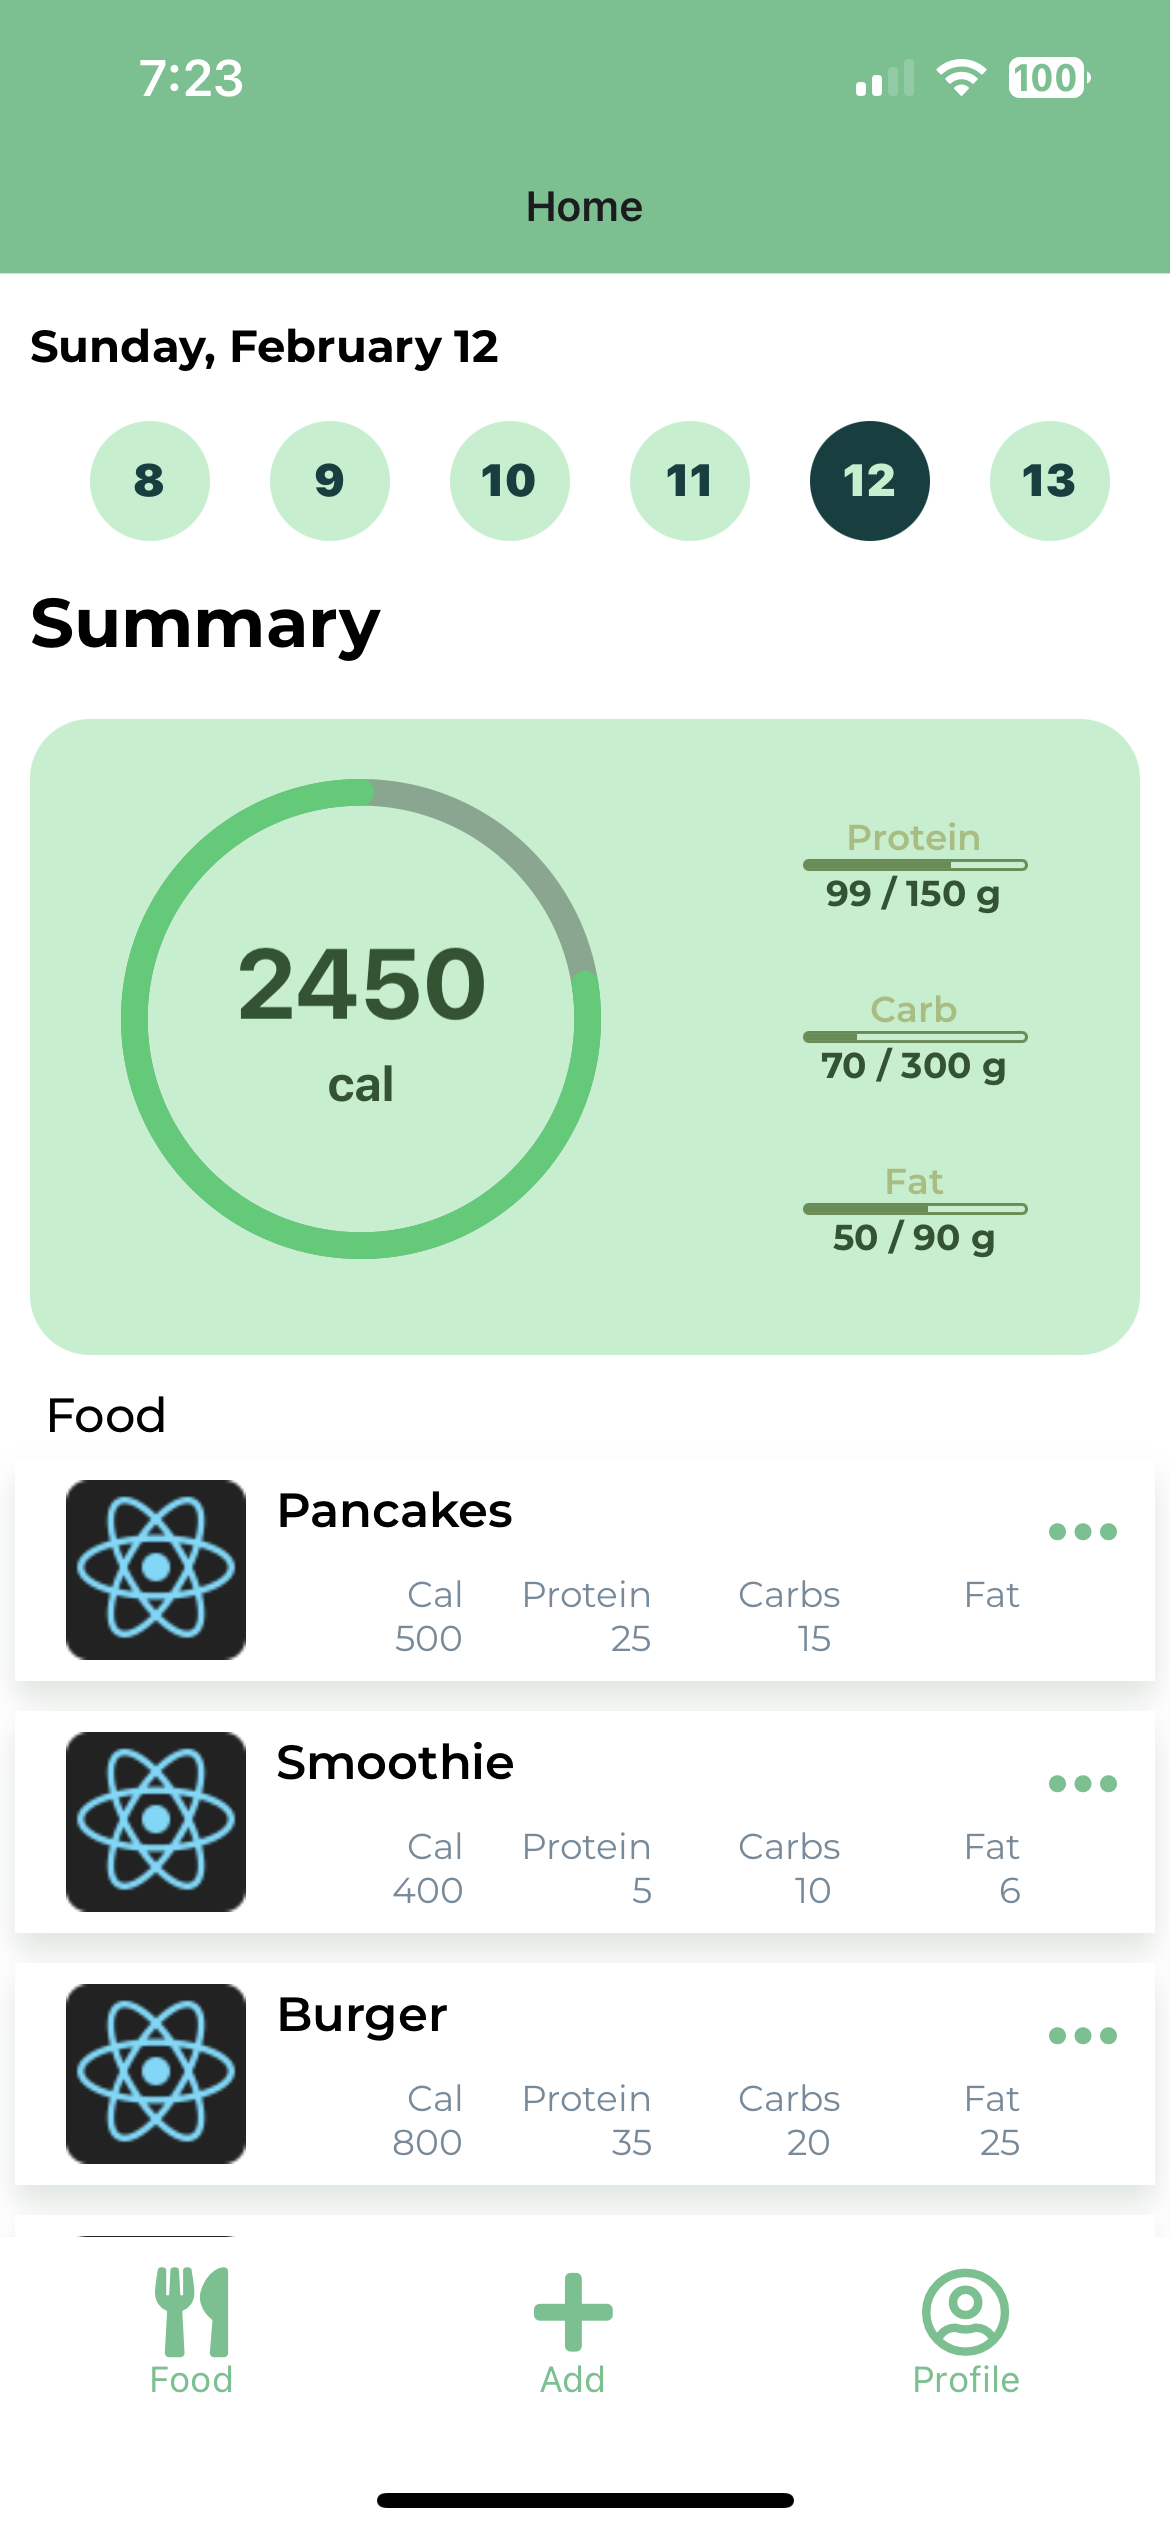 7:23
100
Home
Sunday, February 12
8 9 10 11 12 13
Summary
2450
cal
Protein
99 / 150 g
Carb
70 / 300 g
Fat
50 / 90 g
Food
Pancakes
Cal Protein Carbs Fat
500 25 15
Smoothie
Cal Protein Carbs Fat
400 5 10 6
Burger
Cal Protein Carbs Fat
800 35 20 25
Food Add Profile